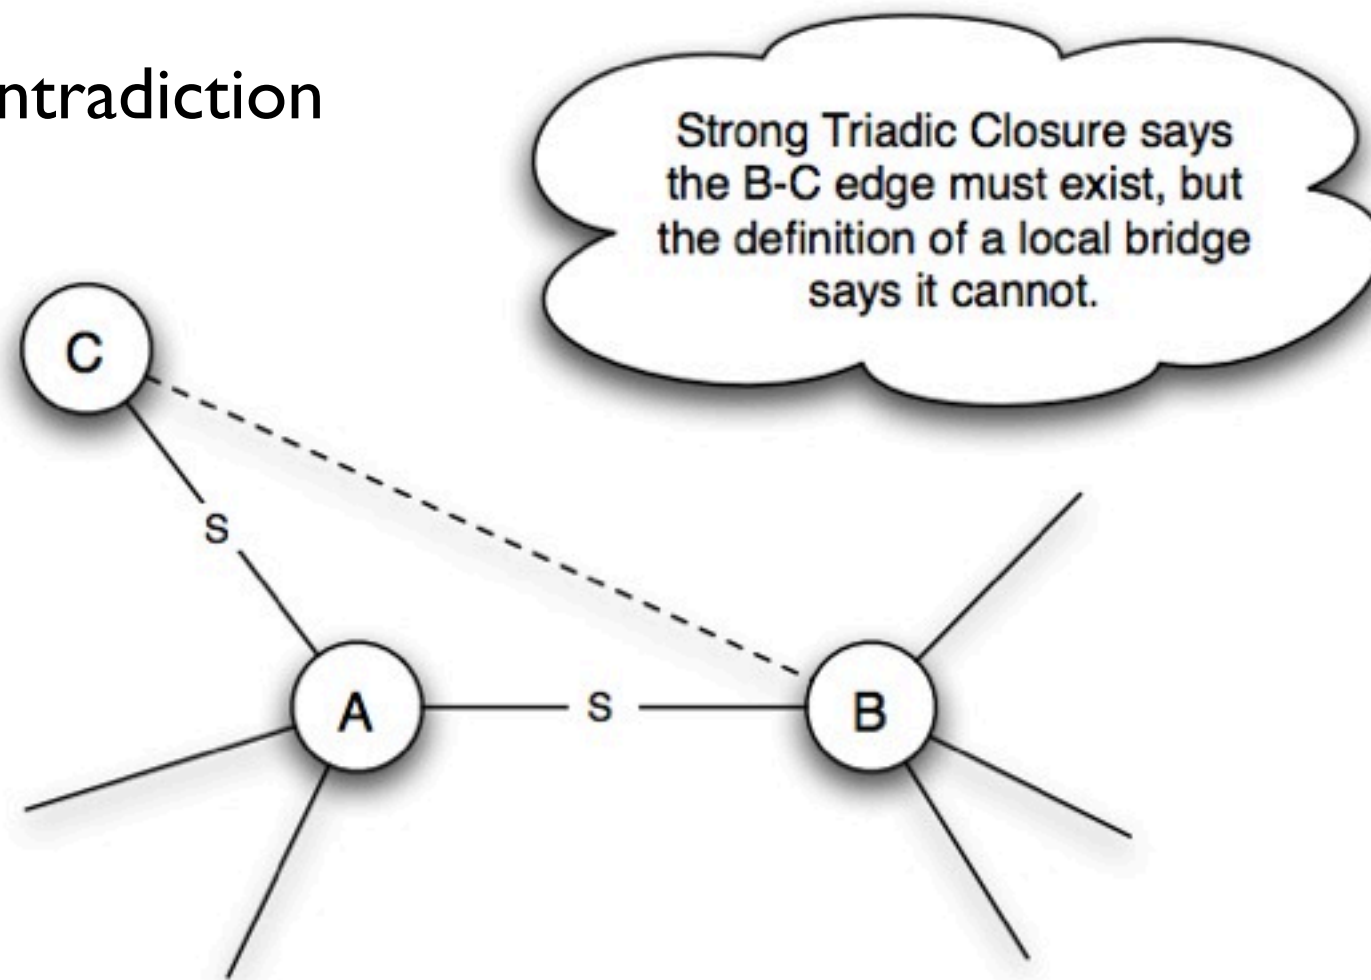 ntradiction
Strong Triadic Closure says
the B-C edge must exist, but
the definition of a local bridge
says it cannot.
C
S
A
S
B